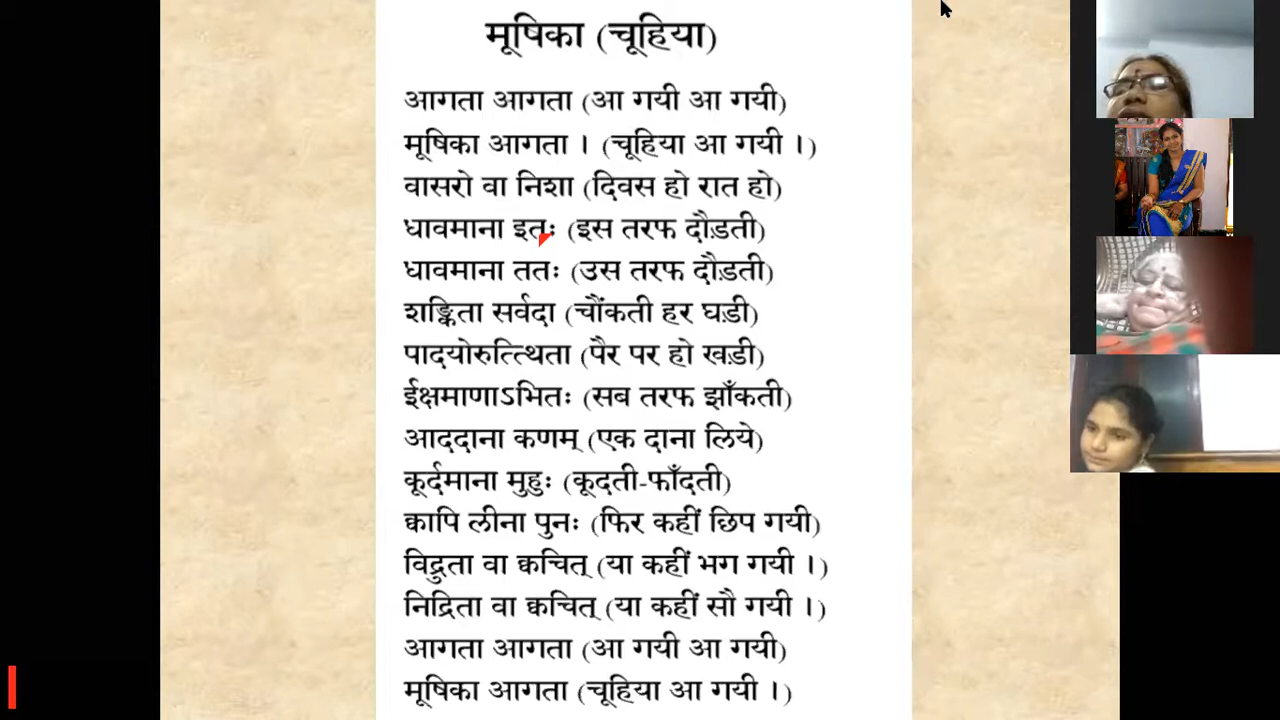 मूषिका (चूहिया)
आगता आगता (आ गयी आ गयी)
मूषिका आगता । (चूहिया आ गयी ।)
वासरो वा निशा (दिवस हो रात हो)
धावमाना इतः (इस तरफ दौड़ती)
धावमाना ततः (उस तरफ दौड़ती)
शङ्किता सर्वदा (चौंकती हर घड़ी)
पादयोरुत्त्थिता (पैर पर हो खड़ी)
ईक्षमाणाऽभितः (सब तरफ झाँकती)
आददाना कणम् (एक दाना लिये)
कूर्दमाना मुहुः (कूदती-फाँदती)
क्वापि लीना पुनः (फिर कहीं छिप गयी)
विद्रुता वा क्वचित् (या कहीं भग गयी ।)
निद्रिता वा क्वचित् (या कहीं सौ गयी ।)
आगता आगता (आ गयी आ गयी)
मूषिका आगता (चूहिया आ गयी ।)